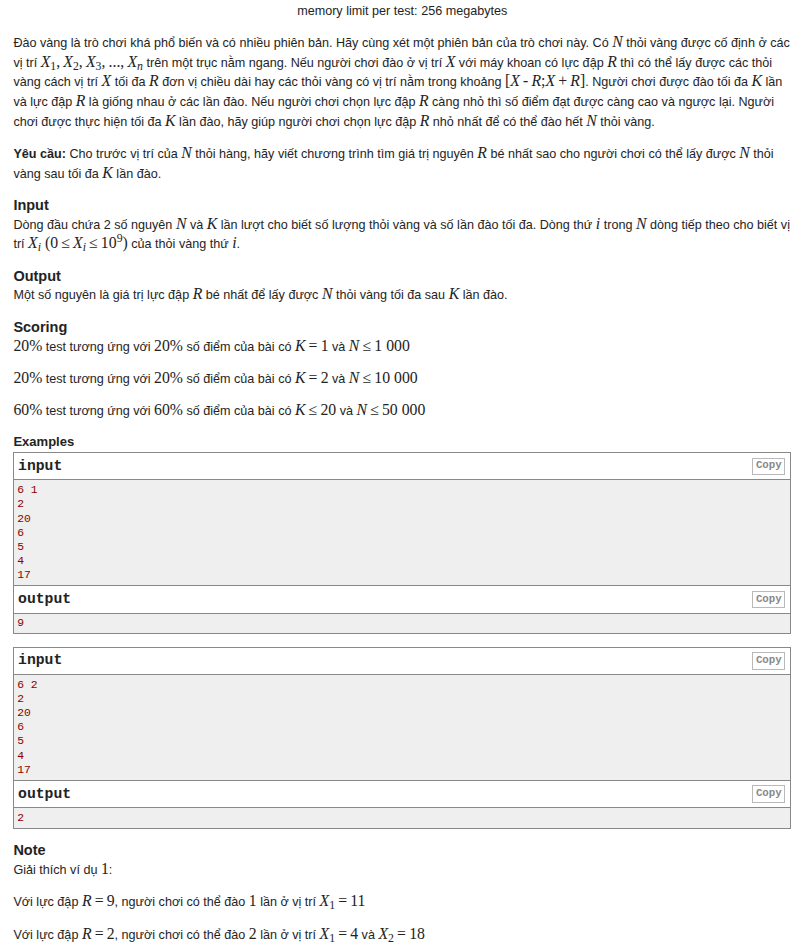 memory limit per test: 256 megabytes
Đào vàng là trò chơi khá phổ biến và có nhiều phiên bản. Hãy cùng xét một phiên bản của trò chơi này. Có N thỏi vàng được cố định ở các
vị trí X1, X2, X3, ..., Xn trên một trục nằm ngang. Nếu người chơi đào ở vị trí X với máy khoan có lực đập R thì có thể lấy được các thỏi
vàng cách vị trí X tối đa R đơn vị chiều dài hay các thỏi vàng có vị trí nằm trong khoảng [X - R;X + R]. Người chơi được đào tối đa K lần
và lực đập R là giống nhau ở các lần đào. Nếu người chơi chọn lực đập R càng nhỏ thì số điểm đạt được càng cao và ngược lại. Người
chơi được thực hiện tối đa K lần đào, hãy giúp người chơi chọn lực đập R nhỏ nhất để có thể đào hết N thỏi vàng.
Yêu cầu: Cho trước vị trí của N thỏi hàng, hãy viết chương trình tìm giá trị nguyên R bé nhất sao cho người chơi có thể lấy được N thỏi
vàng sau tối đa K lần đào.
Input
Dòng đầu chứa 2 số nguyên N và K lần lượt cho biết số lượng thỏi vàng và số lần đào tối đa. Dòng thứ i trong N dòng tiếp theo cho biết vị
trí Xi (0 ≤ Xi ≤ 10^9) của thỏi vàng thứ i.
Output
Một số nguyên là giá trị lực đập R bé nhất để lấy được N thỏi vàng tối đa sau K lần đào.
Scoring
20% test tương ứng với 20% số điểm của bài có K = 1 và N ≤ 1 000
20% test tương ứng với 20% số điểm của bài có K = 2 và N ≤ 10 000
60% test tương ứng với 60% số điểm của bài có K ≤ 20 và N ≤ 50 000
Examples
input Copy
6 1
2
20
6
5
4
17
output Copy
9
input Copy
6 2
2
20
6
5
4
17
output Copy
2
Note
Giải thích ví dụ 1:
Với lực đập R = 9, người chơi có thể đào 1 lần ở vị trí X1 = 11
Với lực đập R = 2, người chơi có thể đào 2 lần ở vị trí X1 = 4 và X2 = 18